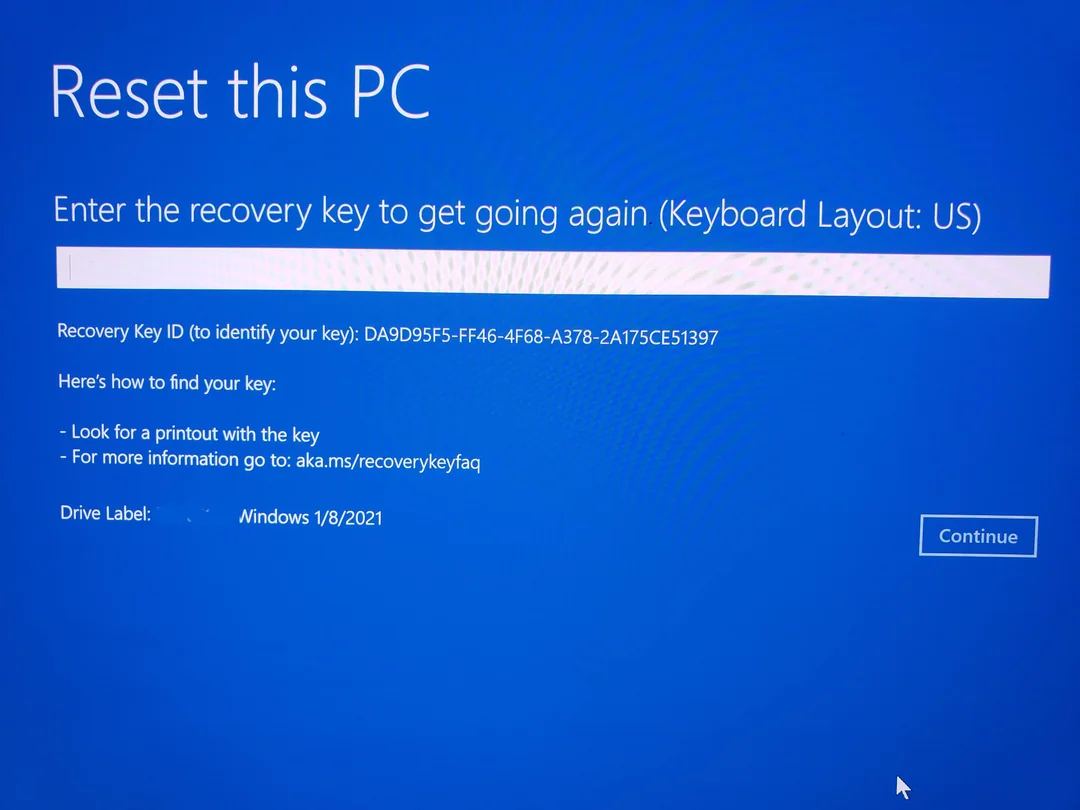 Reset this PC
Enter the recovery key to get going again (Keyboard Layout: US)
Recovery Key ID (to identify your key): DA9D95F5-FF46-4F68-A378-2A175CE51397
Here's how to find your key:
- Look for a printout with the key
- For more information go to: aka.ms/recoverykeyfaq
Drive Label: Windows 1/8/2021
Continue